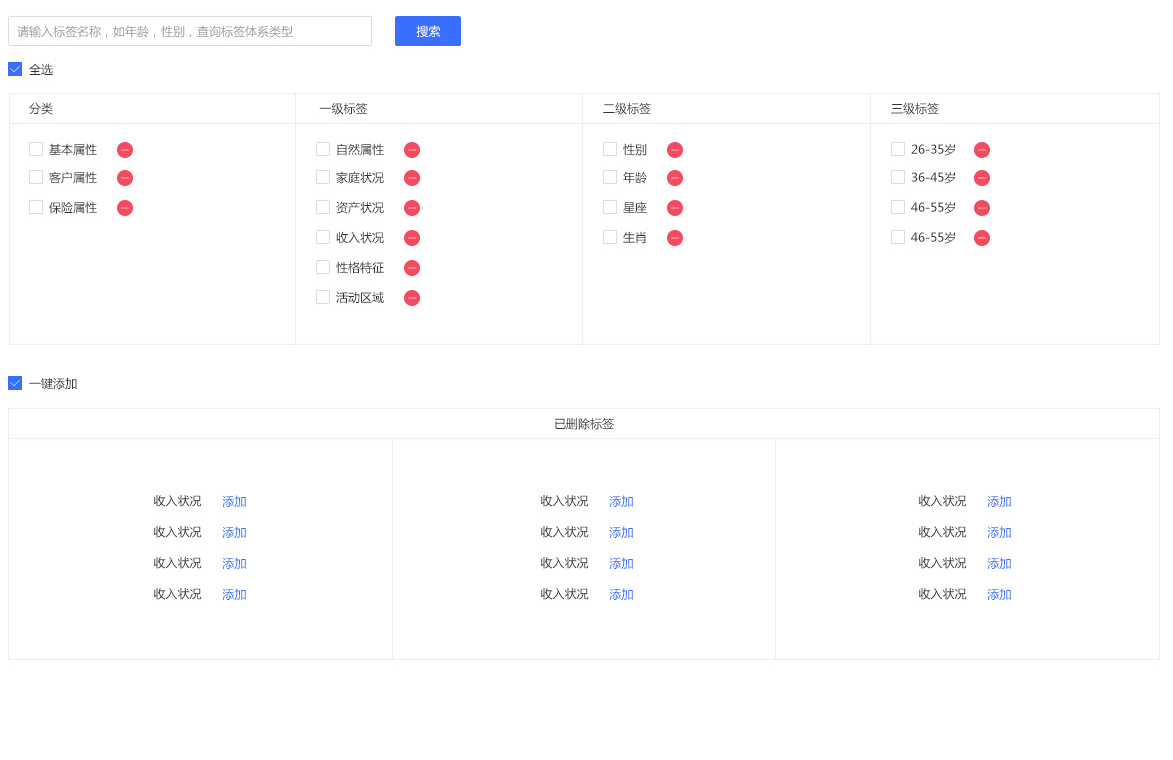 请输入标签名称，如年龄，性别，查询标签体系类型 搜索
全选
分类 一级标签 二级标签 三级标签
基本属性 自然属性 性别 26-35岁
客户属性 家庭状况 年龄 36-45岁
保险属性 资产状况 星座 46-55岁
收入状况 生肖 46-55岁
性格特征
活动区域
一键添加
已删除标签
收入状况 添加 收入状况 添加 收入状况 添加
收入状况 添加 收入状况 添加 收入状况 添加
收入状况 添加 收入状况 添加 收入状况 添加
收入状况 添加 收入状况 添加 收入状况 添加